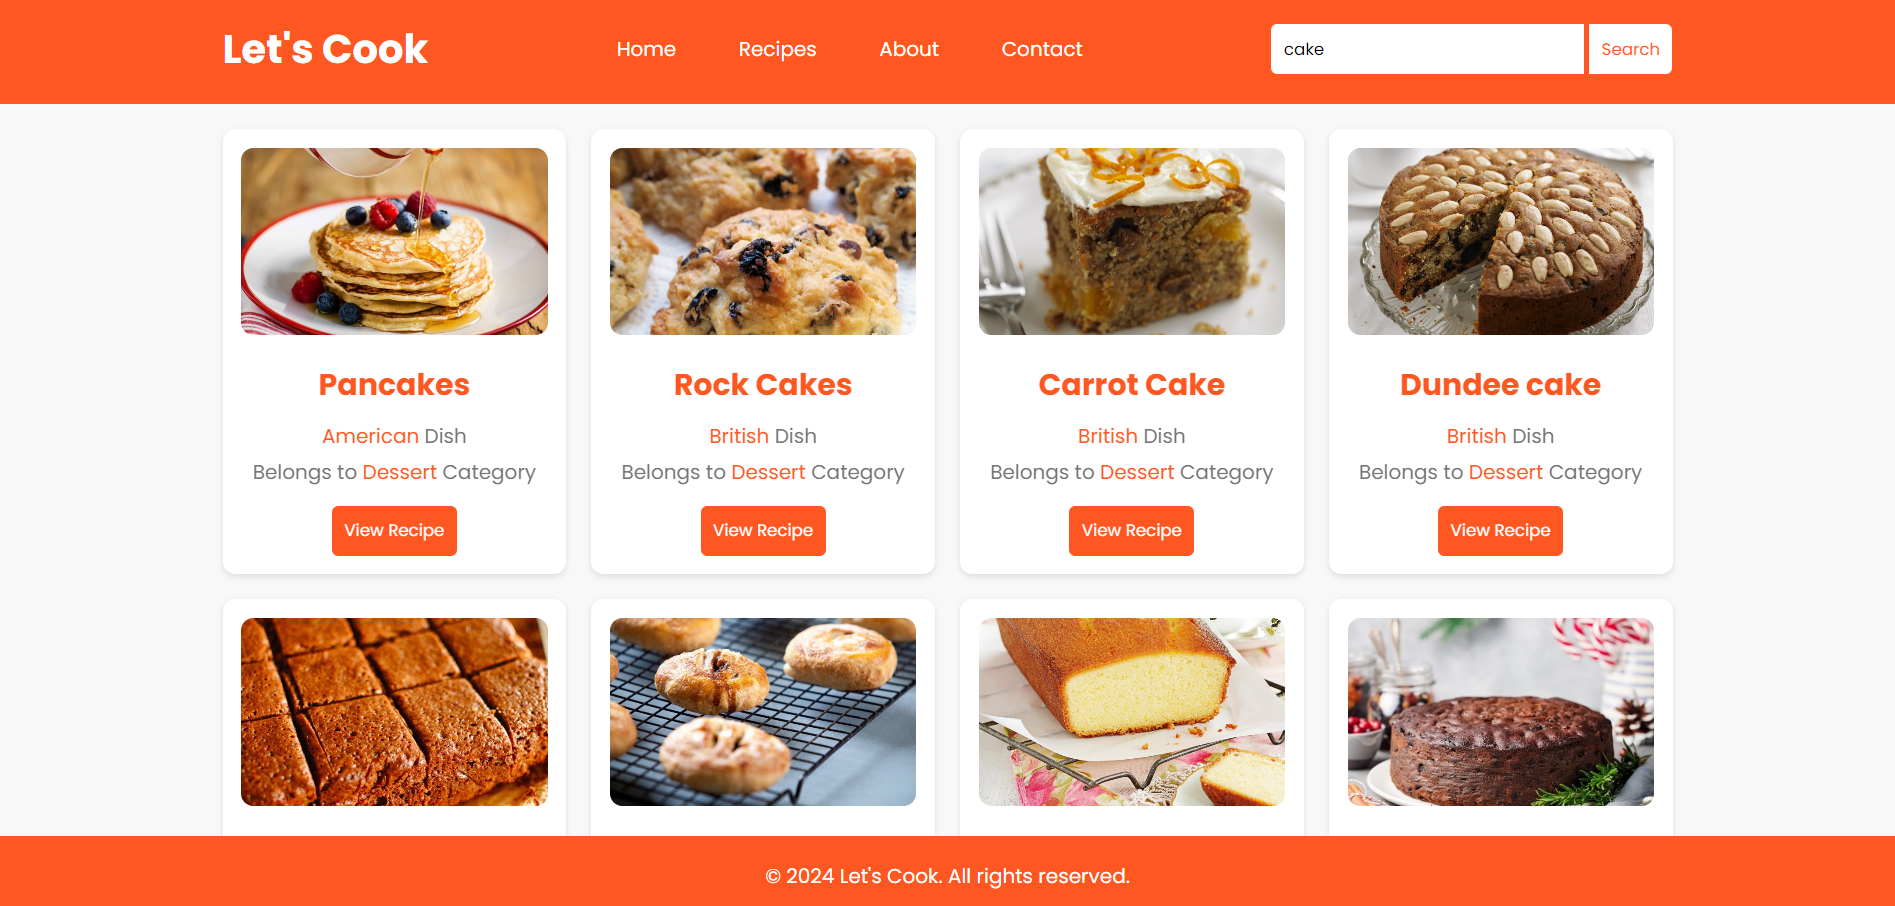 Let's Cook
Home
Recipes
About
Contact
cake
Search
Pancakes
American Dish
Belongs to Dessert Category
View Recipe
Rock Cakes
British Dish
Belongs to Dessert Category
View Recipe
Carrot Cake
British Dish
Belongs to Dessert Category
View Recipe
Dundee cake
British Dish
Belongs to Dessert Category
View Recipe
© 2024 Let's Cook. All rights reserved.